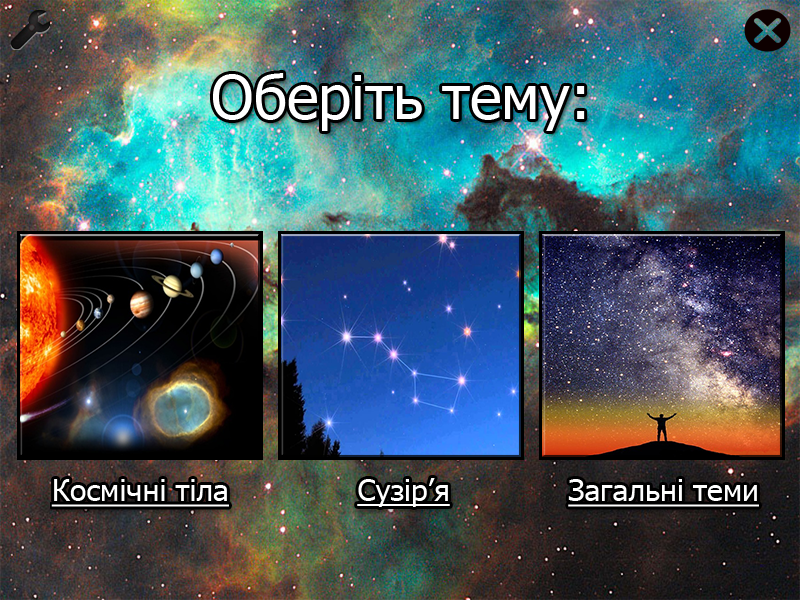 Оберіть тему:
Космічні тіла
Сузір’я
Загальні теми